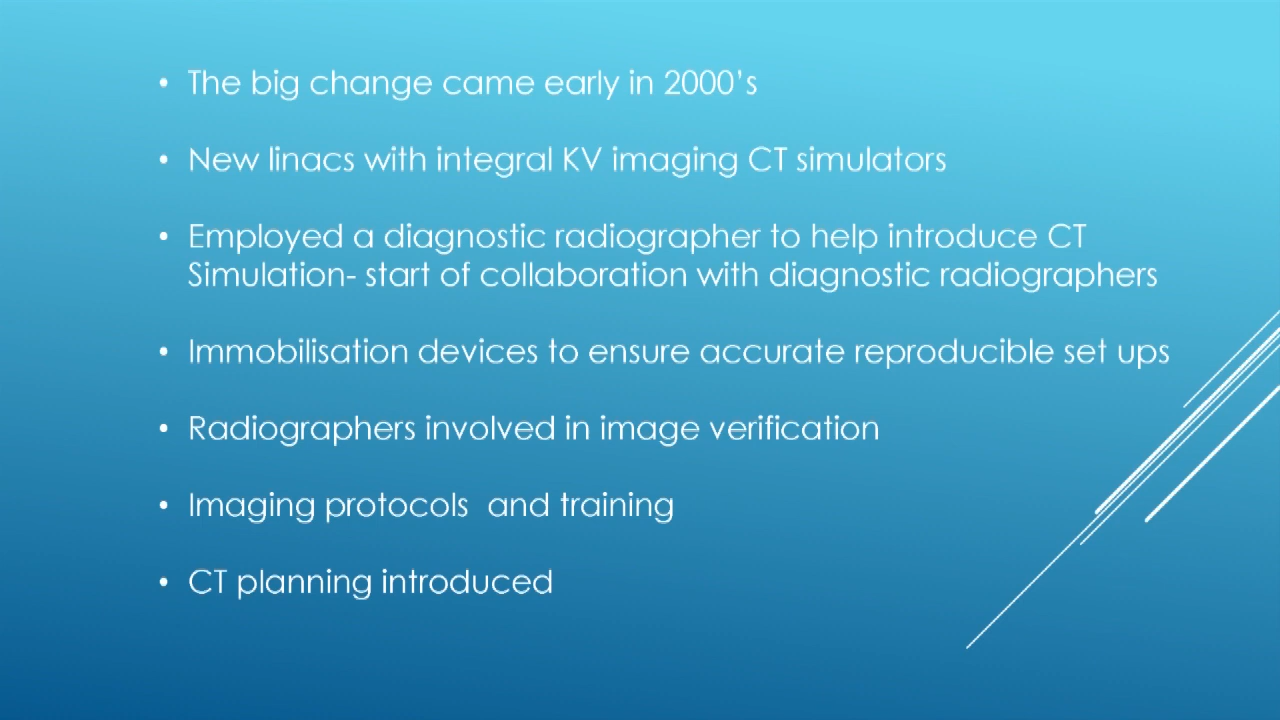 • The big change came early in 2000’s
• New linacs with integral KV imaging CT simulators
• Employed a diagnostic radiographer to help introduce CT
Simulation- start of collaboration with diagnostic radiographers
• Immobilisation devices to ensure accurate reproducible set ups
• Radiographers involved in image verification
• Imaging protocols  and training
• CT planning introduced